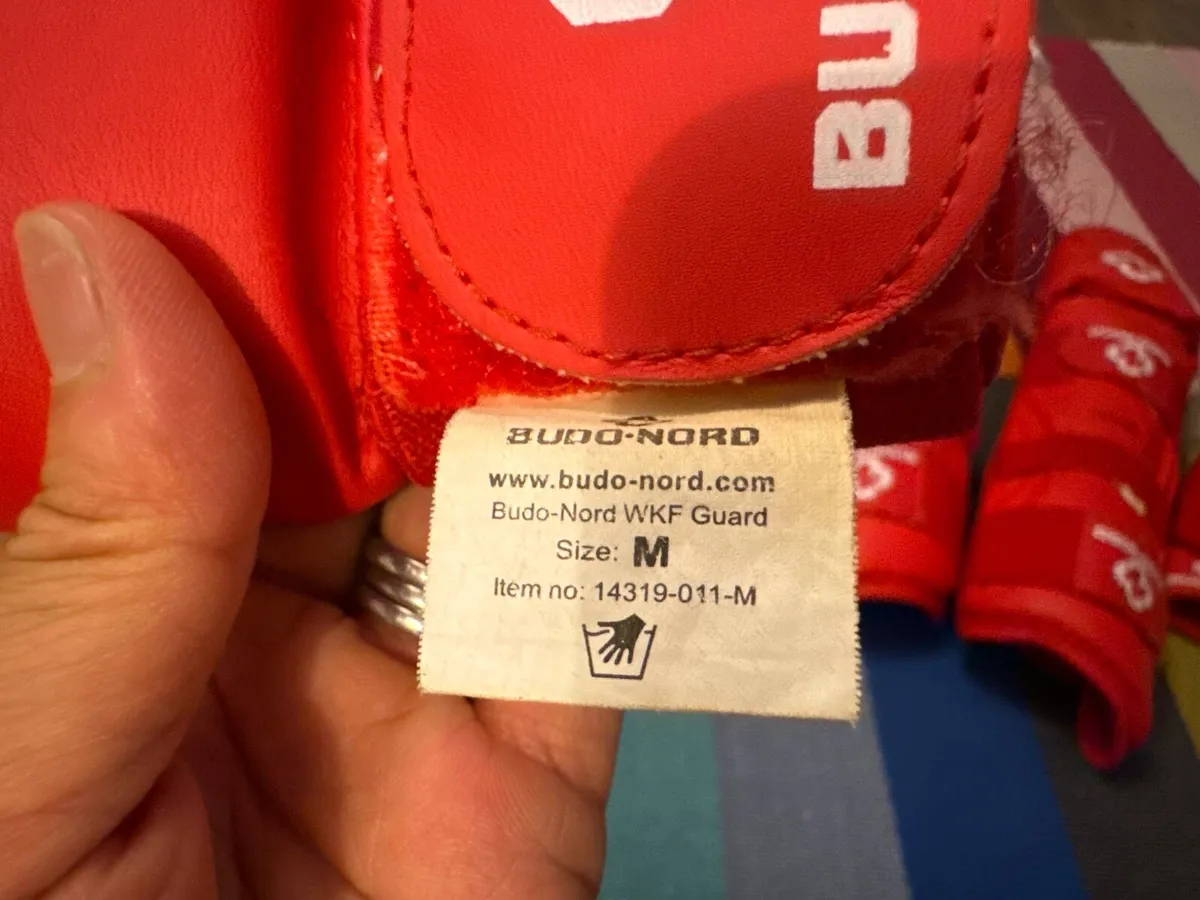 BU
BUDO-NORD
www.budo-nord.com
Budo-Nord WKF Guard
Size: M
Item no: 14319-011-M